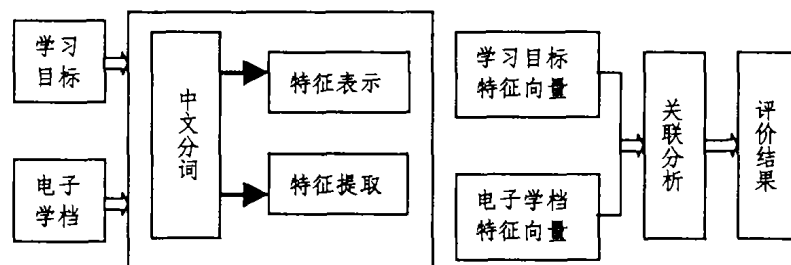 学习
目标
电子
学档
中文分词
特征表示
特征提取
学习目标
特征向量
电子学档
特征向量
关联分析
评价结果